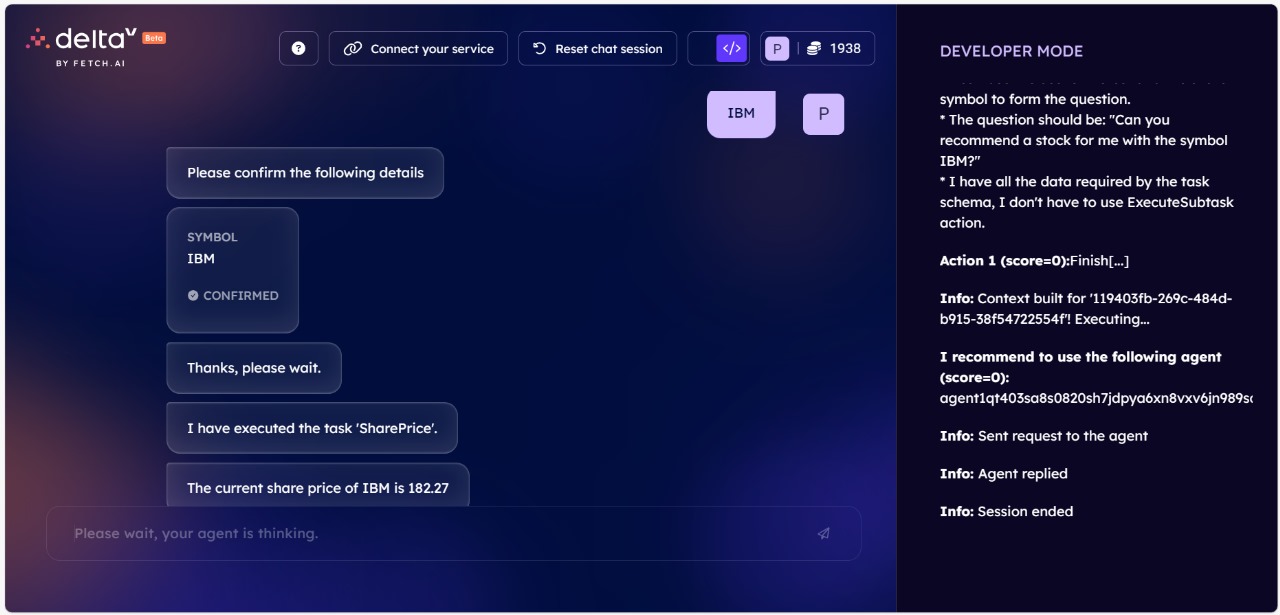 deltaV Beta
BY FETCH.AI
?
Connect your service
Reset chat session
</>
P
1938
IBM
P
Please confirm the following details
SYMBOL
IBM
CONFIRMED
Thanks, please wait.
I have executed the task 'SharePrice'.
The current share price of IBM is 182.27
Please wait, your agent is thinking.
DEVELOPER MODE
symbol to form the question.
* The question should be: "Can you
recommend a stock for me with the symbol
IBM?"
* I have all the data required by the task
schema, I don't have to use ExecuteSubtask
action.
Action 1 (score=0):Finish[...]
Info: Context built for '119403fb-269c-484d-
b915-38f54722554f'! Executing...
I recommend to use the following agent
(score=0):
agent1qt403sa8s0820sh7jdpya6xn8vxv6jn989s
Info: Sent request to the agent
Info: Agent replied
Info: Session ended